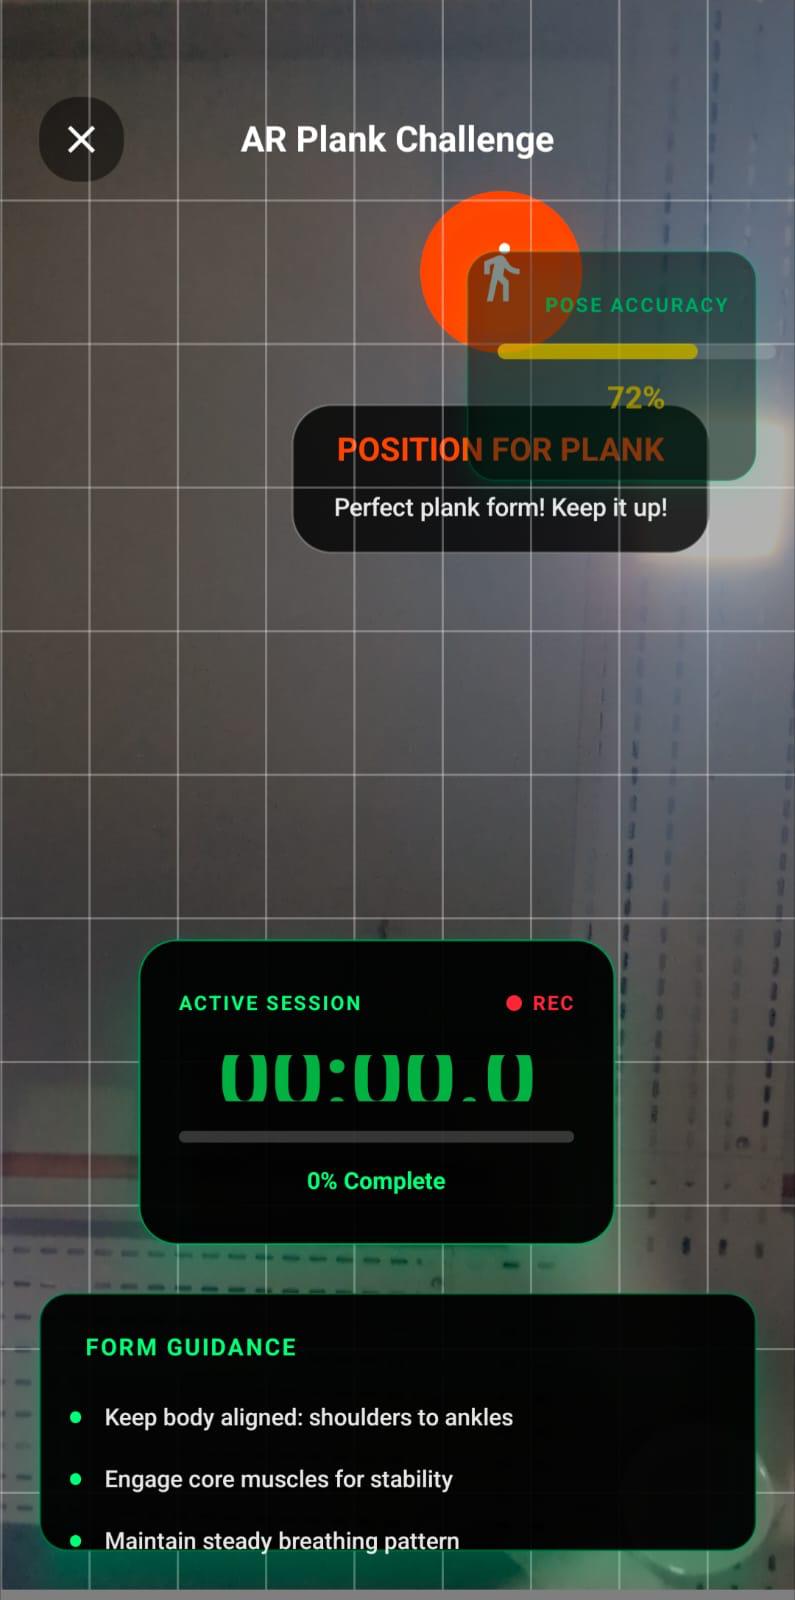 AR Plank Challenge
POSE ACCURACY
72%
POSITION FOR PLANK
Perfect plank form! Keep it up!
ACTIVE SESSION
REC
00:00.0
0% Complete
FORM GUIDANCE
Keep body aligned: shoulders to ankles
Engage core muscles for stability
Maintain steady breathing pattern